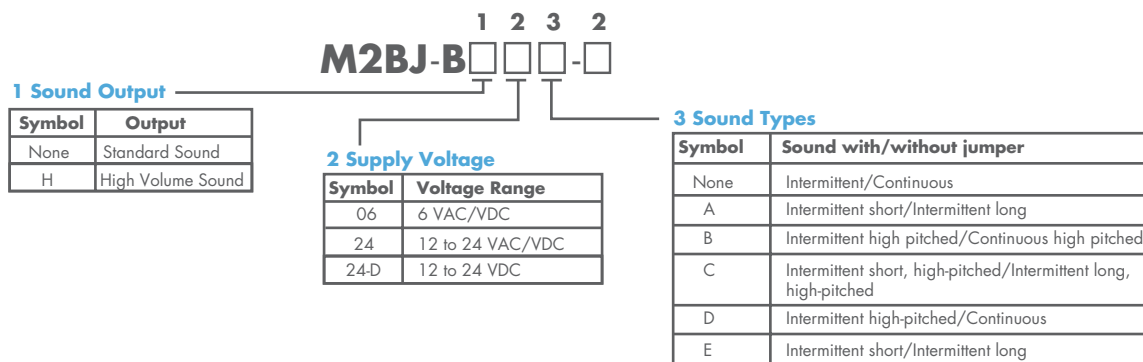 1 2 3 2
M2BJ-B□□□-□
1 Sound Output
Symbol Output
None Standard Sound
H High Volume Sound
2 Supply Voltage
Symbol Voltage Range
06 6 VAC/VDC
24 12 to 24 VAC/VDC
24-D 12 to 24 VDC
3 Sound Types
Symbol Sound with/without jumper
None Intermittent/Continuous
A Intermittent short/Intermittent long
B Intermittent high pitched/Continuous high pitched
C Intermittent short, high-pitched/Intermittent long,
high-pitched
D Intermittent high-pitched/Continuous
E Intermittent short/Intermittent long